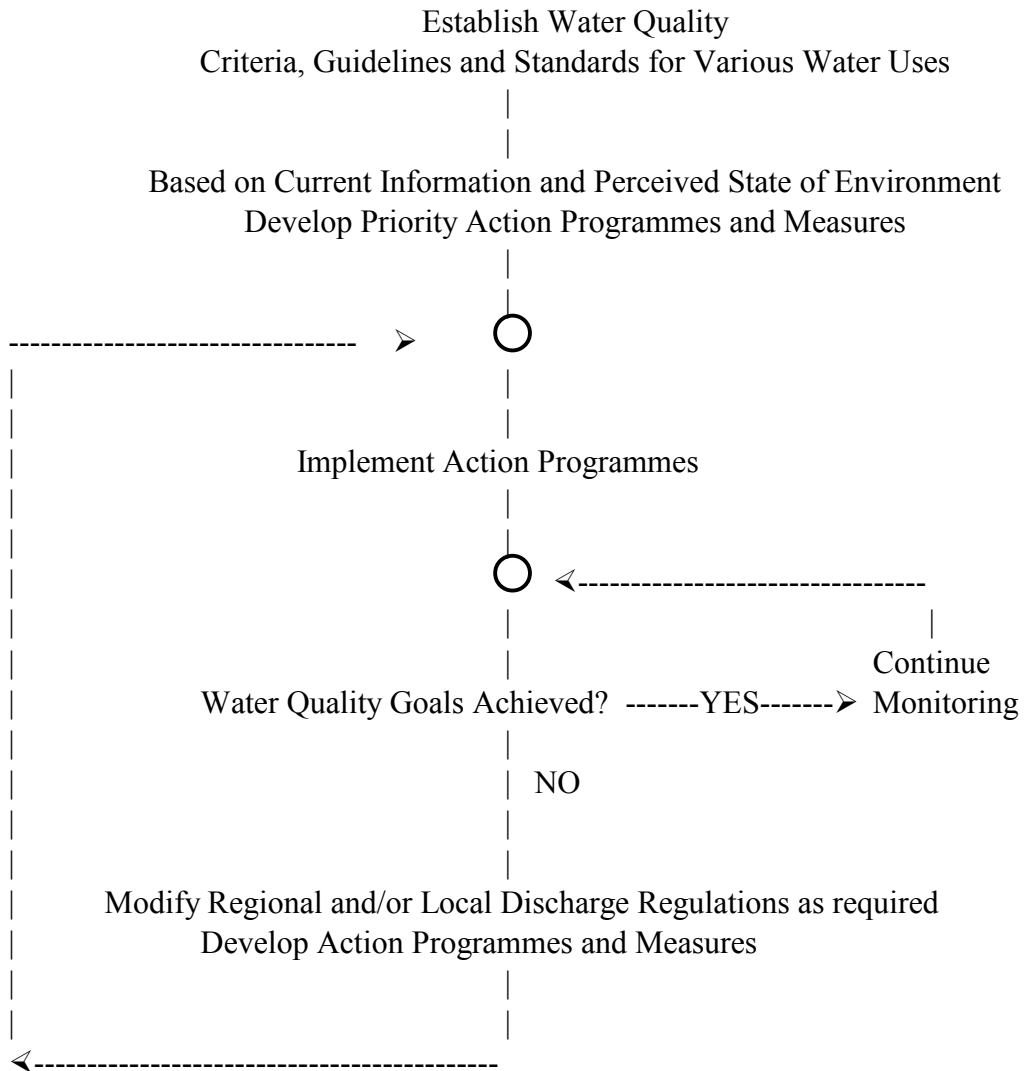 Establish Water Quality
Criteria, Guidelines and Standards for Various Water Uses
Based on Current Information and Perceived State of Environment
Develop Priority Action Programmes and Measures
Implement Action Programmes
Continue
Water Quality Goals Achieved? -------YES-------➢ Monitoring
NO
Modify Regional and/or Local Discharge Regulations as required
Develop Action Programmes and Measures